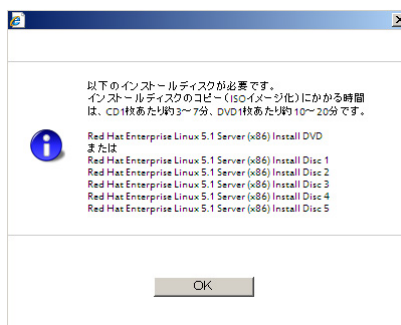 以下のインストールディスクが必要です。
インストールディスクのコピー(ISOイメージ化)にかかる時間
は、CD1枚あたり約3～7分、DVD1枚あたり約10～20分です。
Red Hat Enterprise Linux 5.1 Server (x86) Install DVD
または
Red Hat Enterprise Linux 5.1 Server (x86) Install Disc 1
Red Hat Enterprise Linux 5.1 Server (x86) Install Disc 2
Red Hat Enterprise Linux 5.1 Server (x86) Install Disc 3
Red Hat Enterprise Linux 5.1 Server (x86) Install Disc 4
Red Hat Enterprise Linux 5.1 Server (x86) Install Disc 5
OK